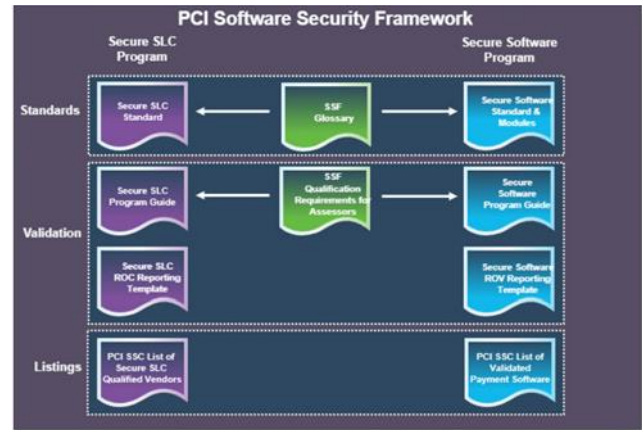 PCI Software Security Framework
Secure SLC
Program
Secure Software
Program
Standards
Secure SLC
Standard
SSF
Glossary
Secure Software
Standard &
Modules
Validation
Secure SLC
Program Guide
SSF
Qualification
Requirements for
Assessors
Secure
Software
Program Guide
Secure SLC
ROC Reporting
Template
Secure Software
ROV Reporting
Template
Listings
PCI SSC List of
Secure SLC
Qualified Vendors
PCI SSC List of
Validated
Payment Software